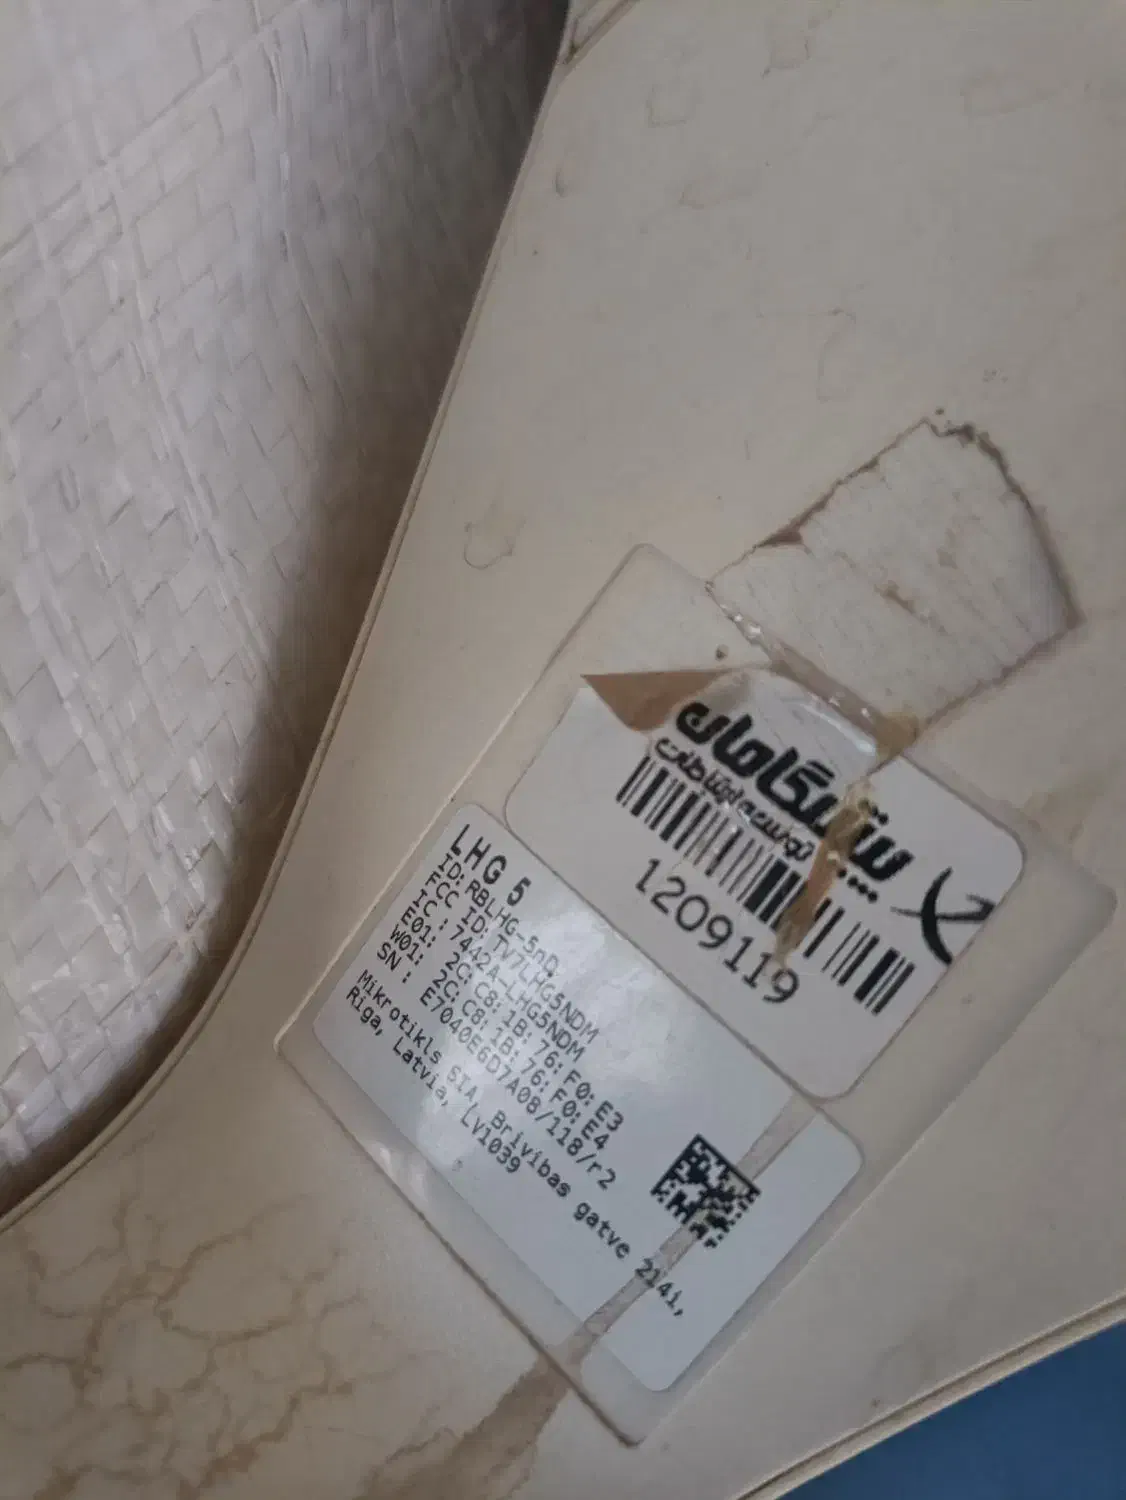 پیشگامان
توسعه ارتباطات
1209119
LHG 5
ID: RBLHG-5nD
FCC ID: TV7LHG5NDM
IC : 7442A-LHG5NDM
E01: 2C:C8:1B:76:F0:E3
W01: 2C:C8:1B:76:F0:E4
SN : E7040E6D7A08/118/r2
Mikrotikls SIA, Brivibas gatve 214i,
Riga, Latvia, LV1039